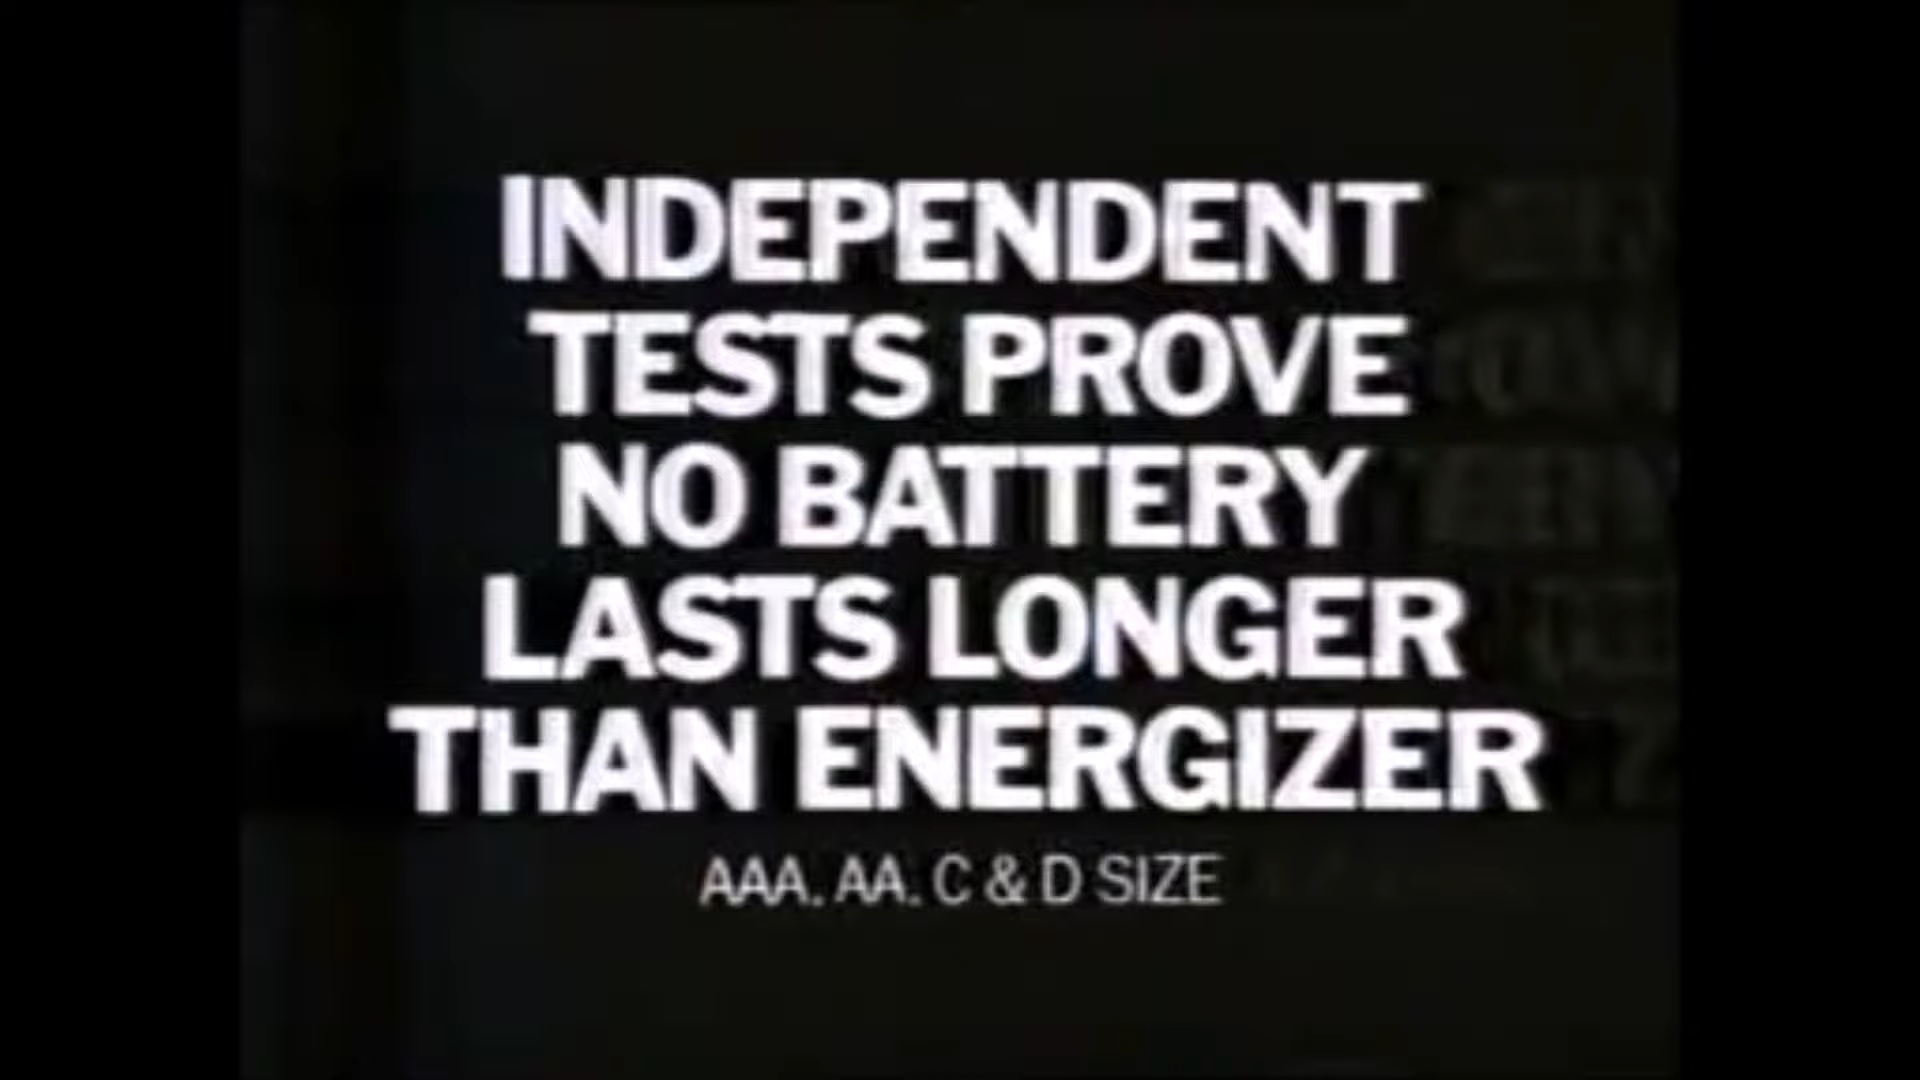 INDEPENDENT
TESTS PROVE
NO BATTERY
LASTS LONGER
THAN ENERGIZER
AAA, AA, C & D SIZE